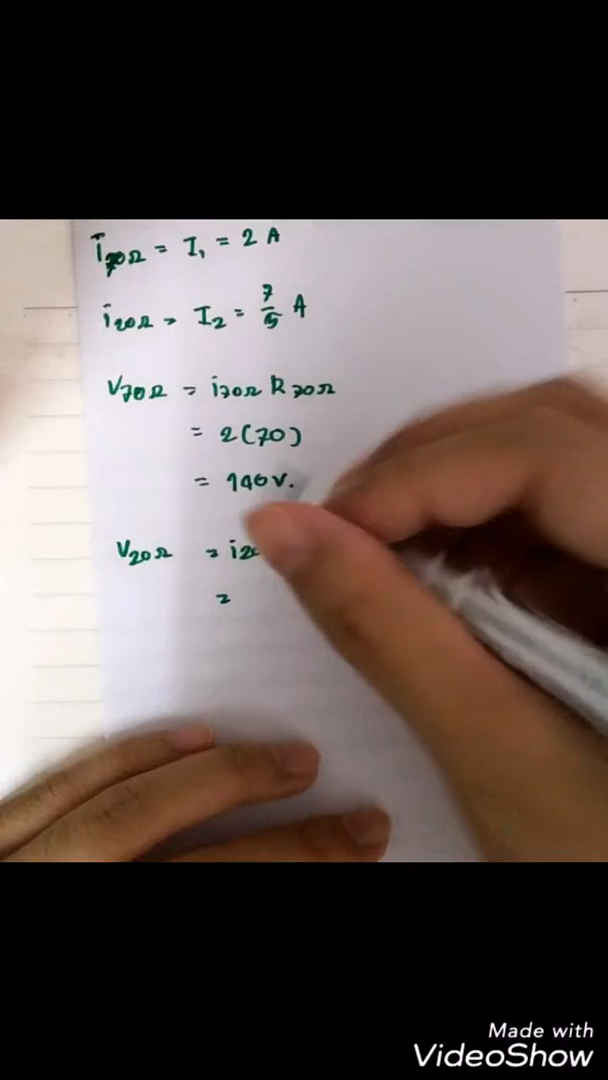 i70Ω = I1 = 2 A
i20Ω = I2 = 7/5 A
V70Ω = i70Ω R70Ω
= 2(70)
= 140V.
V20Ω = i2
=
Made with
VideoShow